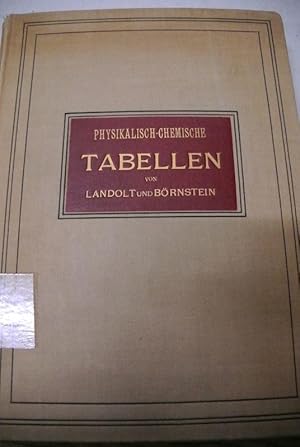 PHYSIKALISCH-CHEMISCHE
TABELLEN
VON
LANDOLT UND BÖRNSTEIN